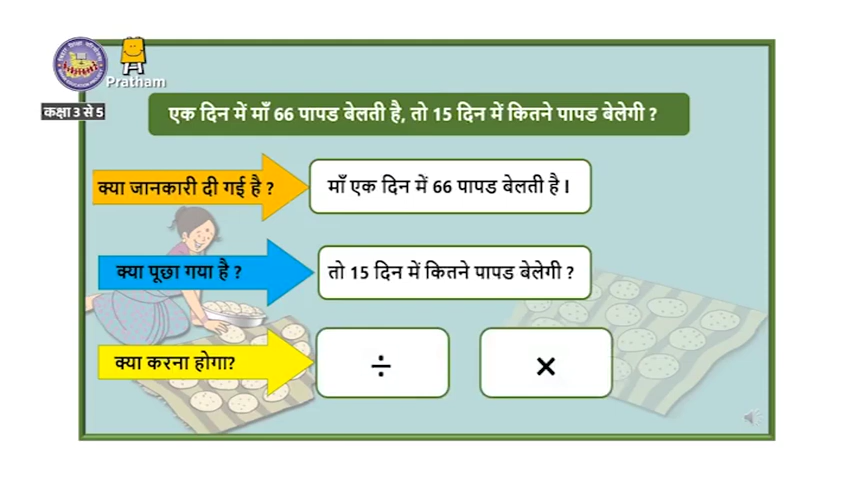 Pratham
कक्षा 3 से 5
एक दिन में माँ 66 पापड बेलती है, तो 15 दिन में कितने पापड बेलेगी ?
क्या जानकारी दी गई है ?
माँ एक दिन में 66 पापड बेलती है।
क्या पूछा गया है ?
तो 15 दिन में कितने पापड बेलेगी ?
क्या करना होगा?
÷
×